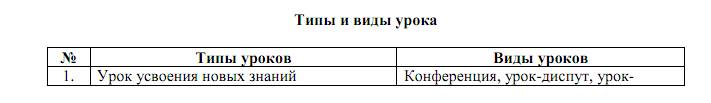 Типы и виды урока
№ Типы уроков Виды уроков
1. Урок усвоения новых знаний Конференция, урок-диспут, урок-